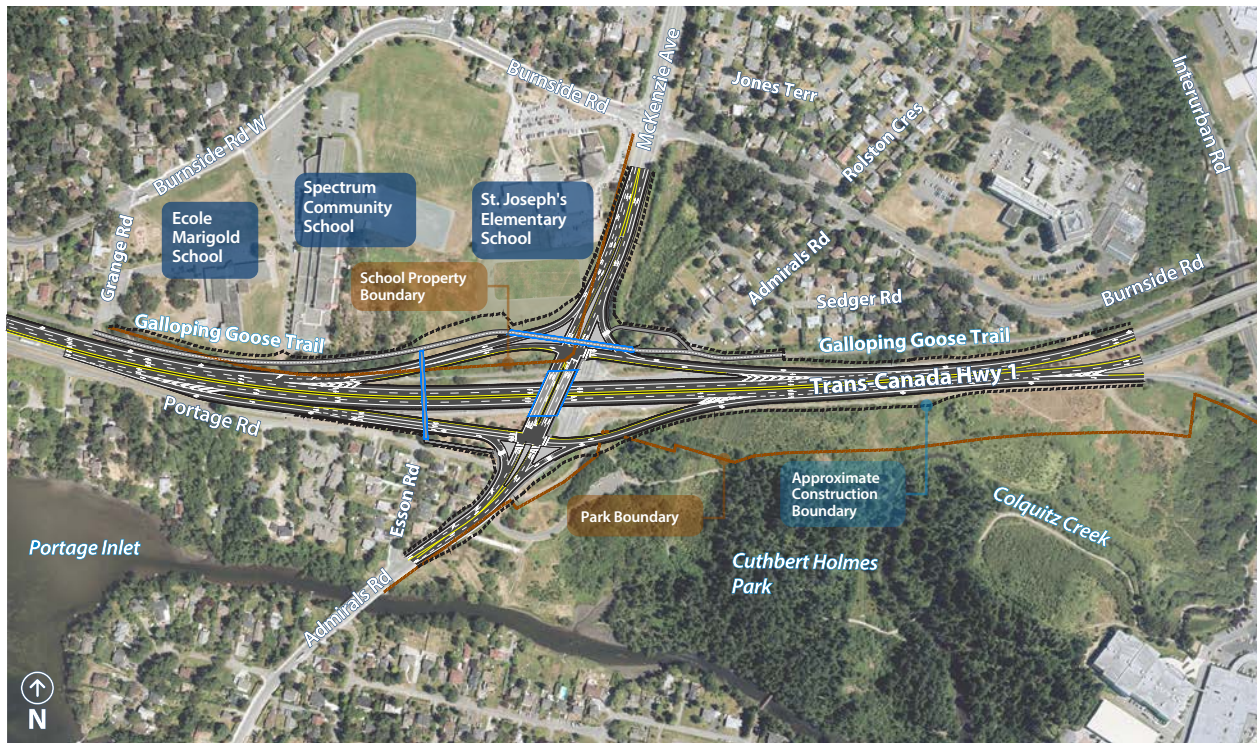 McKenzie Ave
Burnside Rd
Jones Terr
Interurban Rd
Burnside Rd W
Rolston Cres
Spectrum
Community
School
St. Joseph's
Elementary
School
Ecole
Marigold
School
Grange Rd
School Property
Boundary
Admirals Rd
Sedger Rd
Burnside Rd
Galloping Goose Trail
Galloping Goose Trail
Trans-Canada Hwy 1
Portage Rd
Esson Rd
Park Boundary
Approximate
Construction
Boundary
Colquitz Creek
Portage Inlet
Cuthbert Holmes
Park
Admirals Rd
N